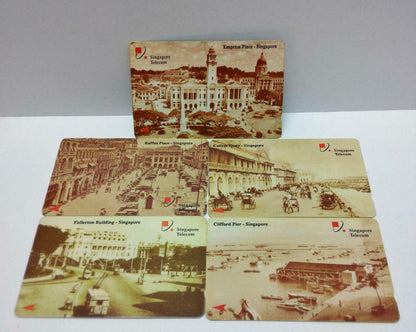 Empress Place - Singapore
Singapore
Telecom
Raffles Place - Singapore
Collyer Quay - Singapore
Singapore
Telecom
Fullerton Building - Singapore
Singapore
Telecom
Clifford Pier - Singapore
Singapore
Telecom